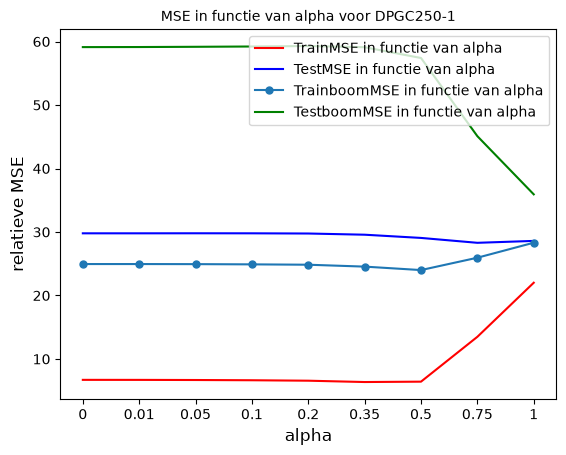 MSE in functie van alpha voor DPGC250-1
TrainMSE in functie van alpha
TestMSE in functie van alpha
TrainboomMSE in functie van alpha
TestboomMSE in functie van alpha
relatieve MSE
60
50
40
30
20
10
0 0.01 0.05 0.1 0.2 0.35 0.5 0.75 1
alpha